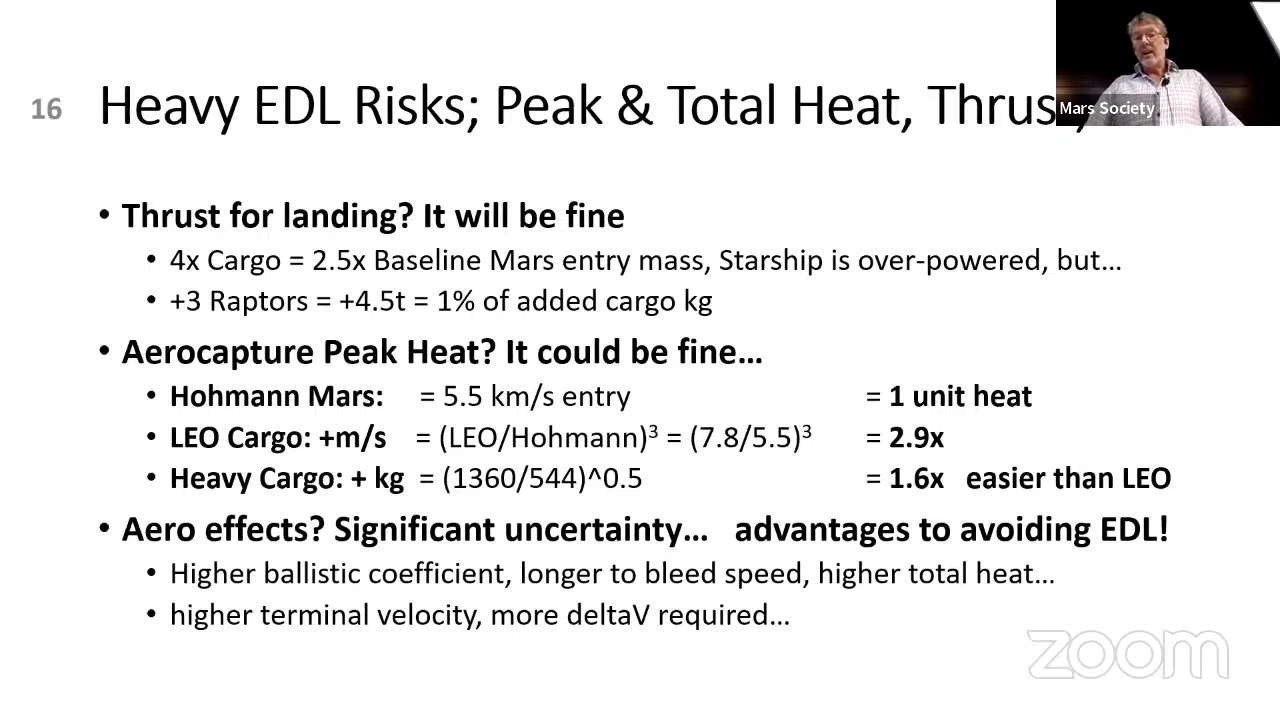 16 Heavy EDL Risks; Peak & Total Heat, Thrus
Mars Society
• Thrust for landing? It will be fine
• 4x Cargo = 2.5x Baseline Mars entry mass, Starship is over-powered, but…
• +3 Raptors = +4.5t = 1% of added cargo kg
• Aerocapture Peak Heat? It could be fine…
• Hohmann Mars: = 5.5 km/s entry = 1 unit heat
• LEO Cargo: +m/s = (LEO/Hohmann)³ = (7.8/5.5)³ = 2.9x
• Heavy Cargo: + kg = (1360/544)^0.5 = 1.6x easier than LEO
• Aero effects? Significant uncertainty… advantages to avoiding EDL!
• Higher ballistic coefficient, longer to bleed speed, higher total heat…
• higher terminal velocity, more deltaV required…
zoom